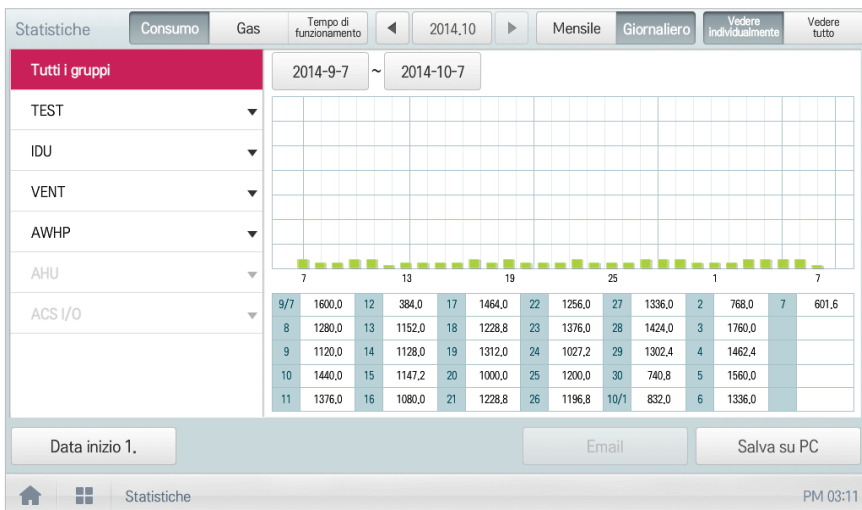 Statistiche Consumo Gas Tempo di funzionamento 2014.10 Mensile Giornaliero Vedere individualmente Vedere tutto
Tutti i gruppi
2014-9-7 ~ 2014-10-7
TEST
IDU
VENT
AWHP
AHU
ACS I/O
7 13 19 25 1 7
9/7 1600,0 12 384,0 17 1464,0 22 1256,0 27 1336,0 2 768,0 7 601,6
8 1280,0 13 1152,0 18 1228,8 23 1376,0 28 1424,0 3 1760,0
9 1120,0 14 1128,0 19 1312,0 24 1027,2 29 1302,4 4 1462,4
10 1440,0 15 1147,2 20 1000,0 25 1200,0 30 740,8 5 1560,0
11 1376,0 16 1080,0 21 1228,8 26 1196,8 10/1 832,0 6 1336,0
Data inizio 1. Email Salva su PC
Statistiche PM 03:11